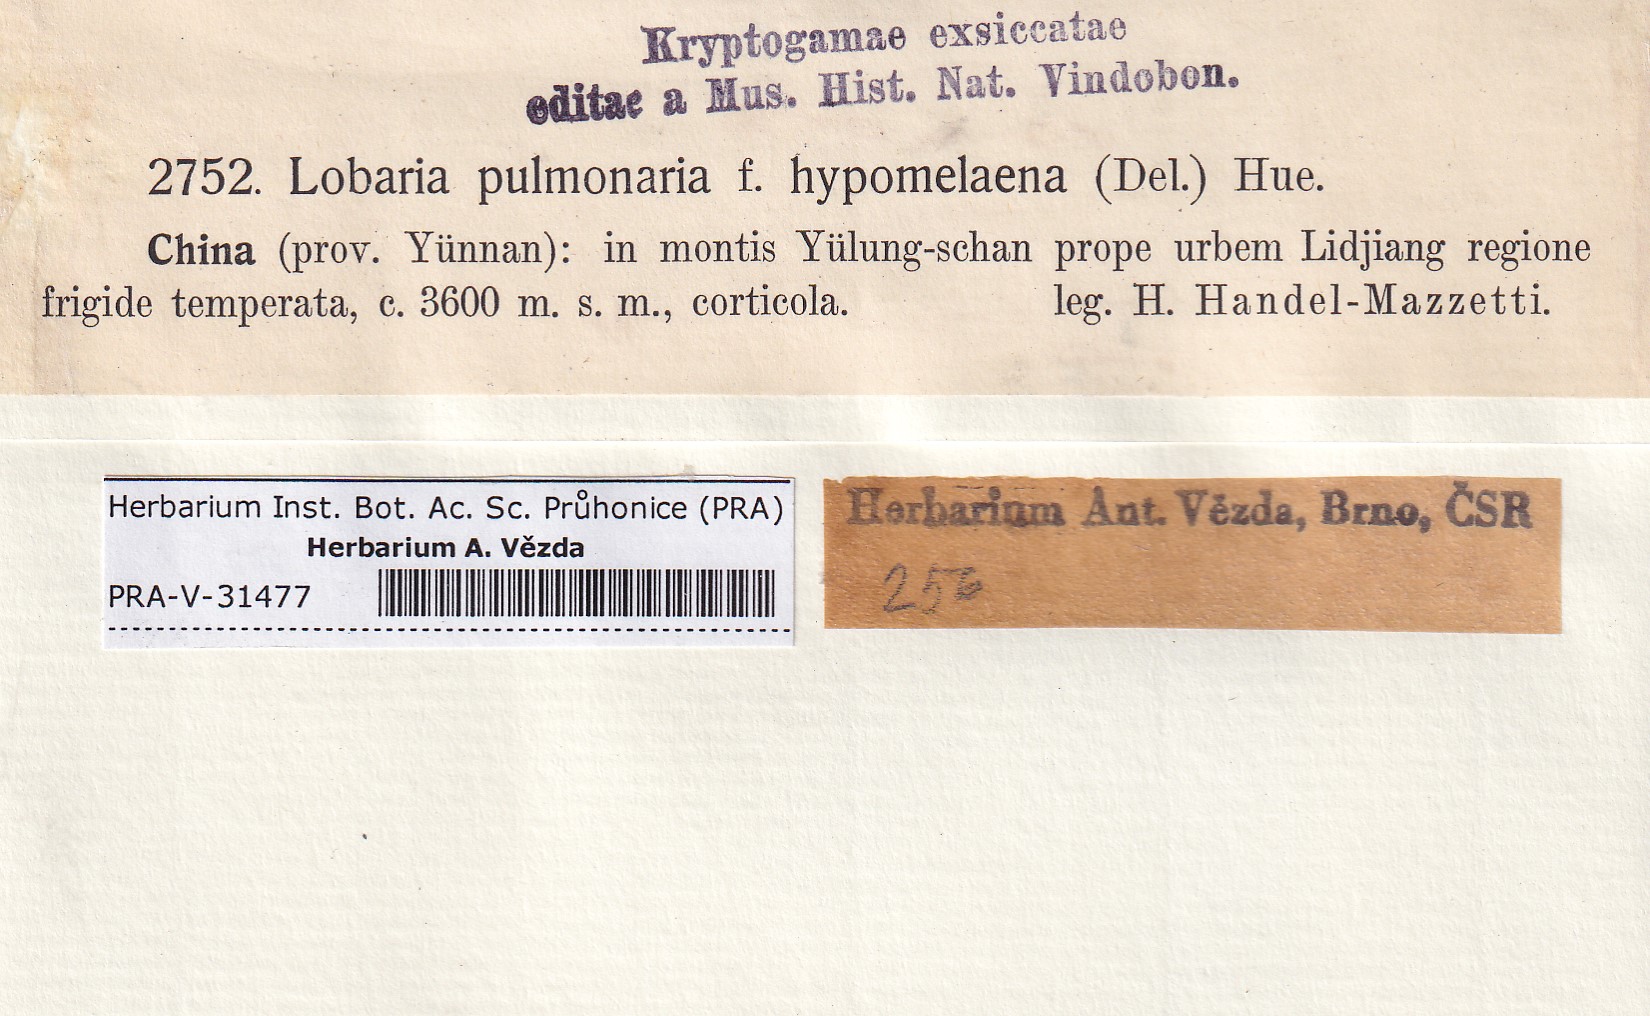 Kryptogamae exsiccatae
editae a Mus. Hist. Nat. Vindobon.
2752. Lobaria pulmonaria f. hypomelaena (Del.) Hue.
China (prov. Yünnan): in montis Yülung-schan prope urbem Lidjiang regione
frigide temperata, c. 3600 m. s. m., corticola. leg. H. Handel-Mazzetti.
Herbarium Inst. Bot. Ac. Sc. Průhonice (PRA)
Herbarium A. Vězda
PRA-V-31477
Herbarium Ant. Vězda, Brno, ČSR
256